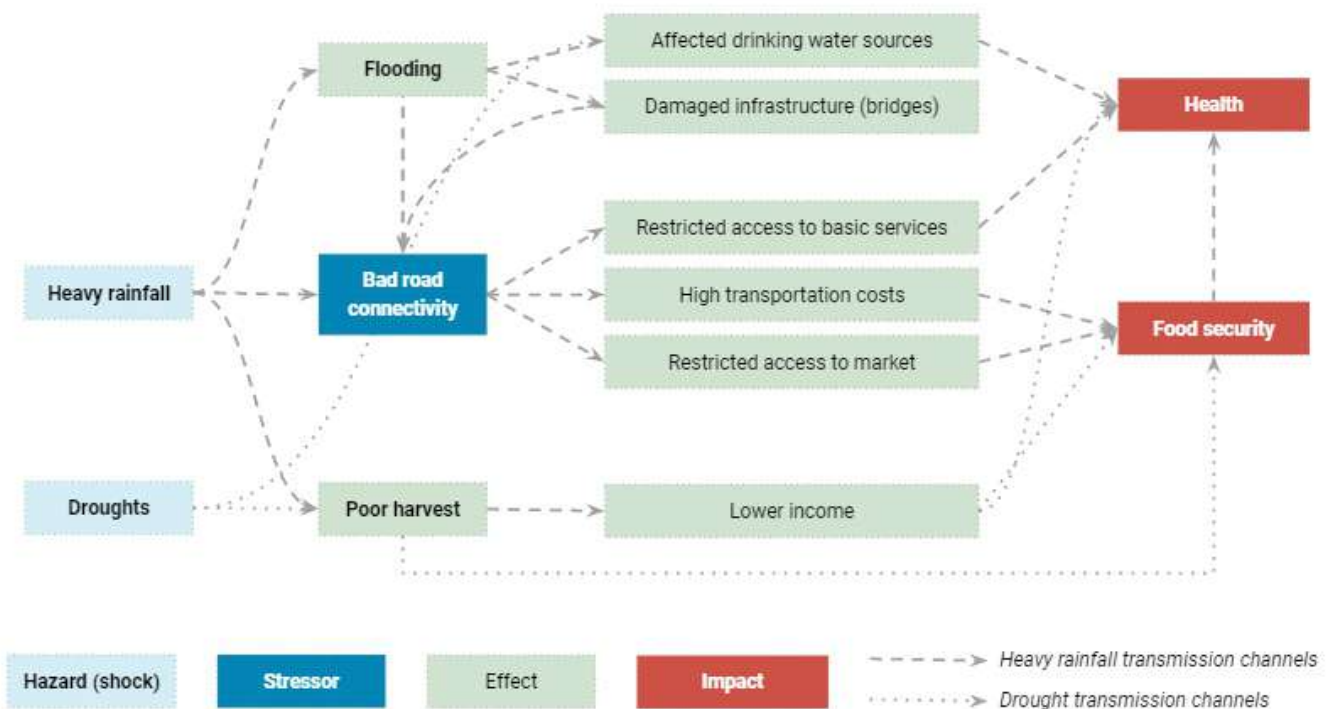 Affected drinking water sources
Flooding
Damaged infrastructure (bridges)
Health
Restricted access to basic services
Heavy rainfall
Bad road
connectivity
High transportation costs
Food security
Restricted access to market
Droughts
Poor harvest
Lower income
Hazard (shock)
Stressor
Effect
Impact
Heavy rainfall transmission channels
Drought transmission channels